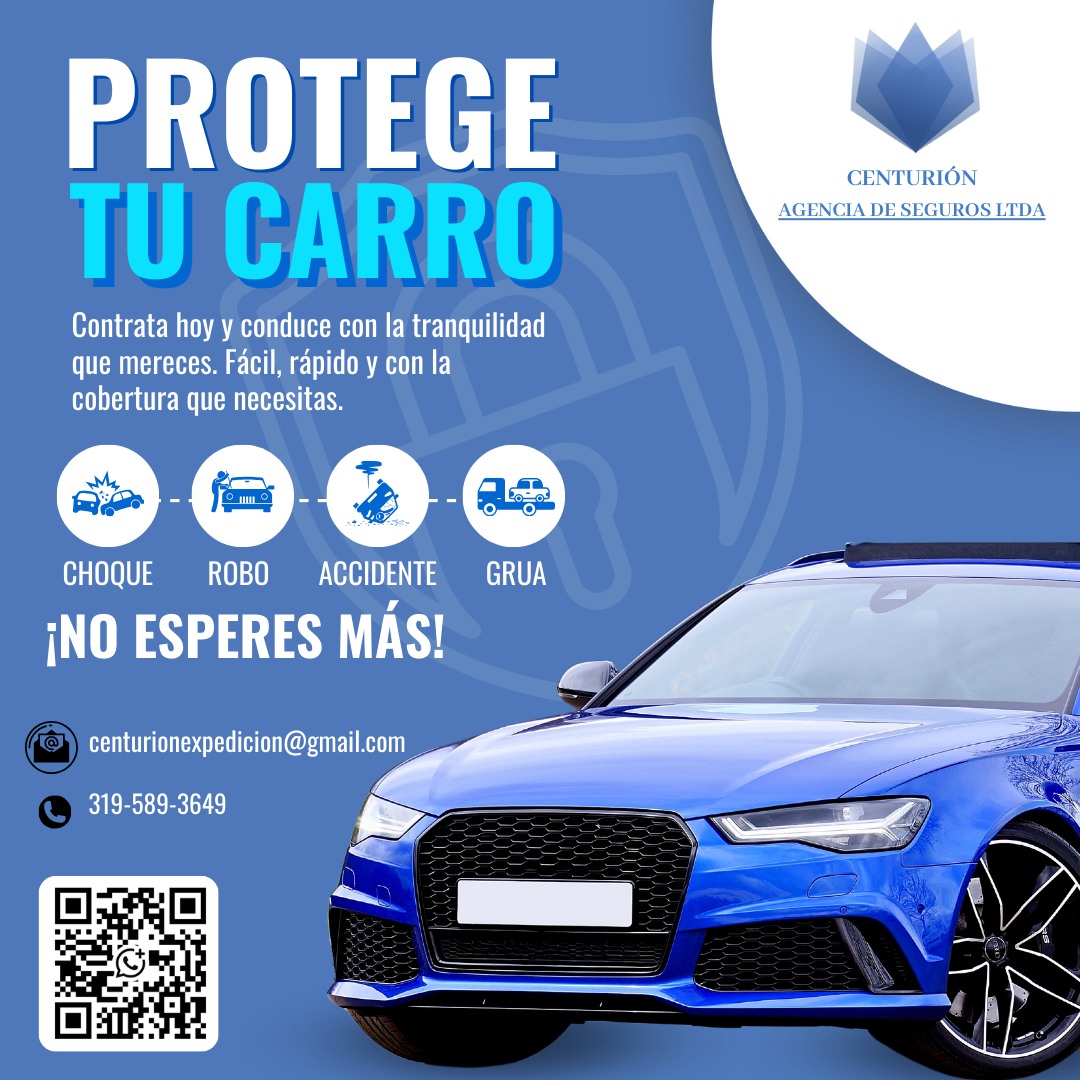 PROTEGE
TU CARRO
CENTURIÓN
AGENCIA DE SEGUROS LTDA
Contrata hoy y conduce con la tranquilidad
que mereces. Fácil, rápido y con la
cobertura que necesitas.
CHOQUE ROBO ACCIDENTE GRUA
¡NO ESPERES MÁS!
centurionexpedicion@gmail.com
319-589-3649